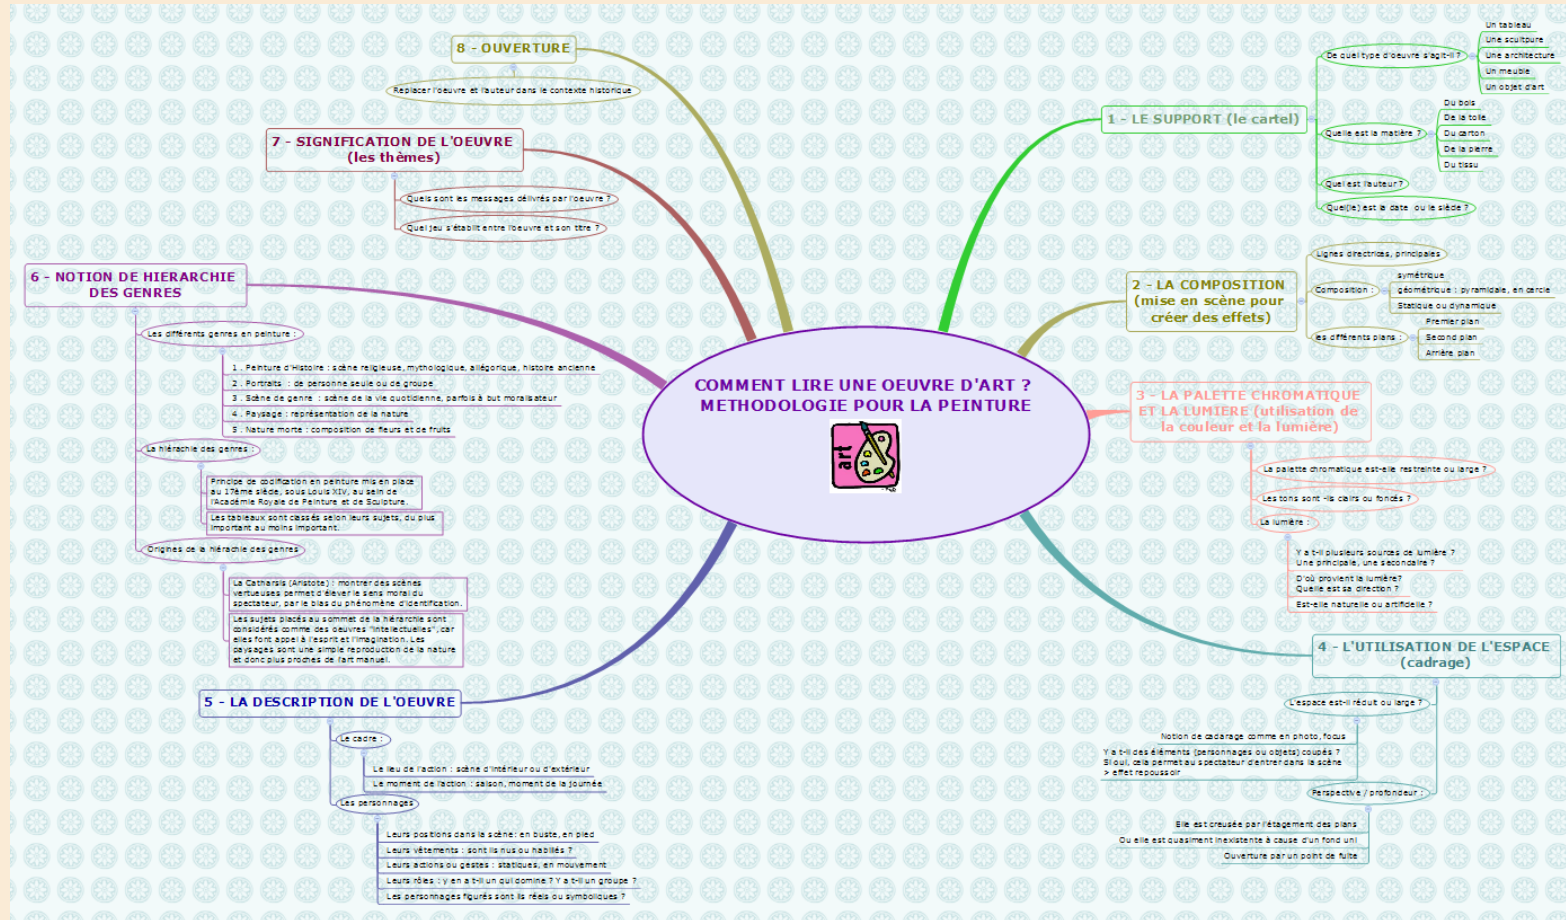 COMMENT LIRE UNE OEUVRE D'ART ?
METHODOLOGIE POUR LA PEINTURE
art
1 - LE SUPPORT (le cartel)
De quel type d'oeuvre s'agit-il ?
Un tableau
Une scultpure
Une architecture
Un meuble
Un objet d'art
Quelle est la matière ?
Du bois
De la toile
Du carton
De la pierre
Du tissu
Quel est l'auteur ?
Quel(le) est la date ou le siècle ?
2 - LA COMPOSITION
(mise en scène pour
créer des effets)
Lignes directrices, principales
Composition :
symétrique
géométrique : pyramidale, en cercle
Statique ou dynamique
les différents plans :
Premier plan
Second plan
Arrière plan
3 - LA PALETTE CHROMATIQUE
ET LA LUMIERE (utilisation de
la couleur et la lumière)
La palette chromatique est-elle restreinte ou large ?
Les tons sont -ils clairs ou foncés ?
La lumière :
Y a t-il plusieurs sources de lumière ?
Une principale, une secondaire ?
D'où provient la lumière?
Quelle est sa direction ?
Est-elle naturelle ou artificielle ?
4 - L'UTILISATION DE L'ESPACE
(cadrage)
L'espace est-il réduit ou large ?
Notion de cadarage comme en photo, focus
Y a t-il des éléments (personnages ou objets) coupés ?
Si oui, cela permet au spectateur d'entrer dans la scène
> effet repoussoir
Perspective / profondeur :
Elle est creusée par l'étagement des plans
Ou elle est quasiment inexistente à cause d'un fond uni
Ouverture par un point de fuite
5 - LA DESCRIPTION DE L'OEUVRE
Le cadre :
Le lieu de l'action : scène d'intérieur ou d'extérieur
Le moment de l'action : saison, moment de la journée
Les personnages
Leurs positions dans la scène: en buste, en pied
Leurs vêtements : sont ils nus ou habillés ?
Leurs actions ou gestes : statiques, en mouvement
Leurs rôles : y en a t-il un qui domine ? Y a t-il un groupe ?
Les personnages figurés sont ils réels ou symboliques ?
6 - NOTION DE HIERARCHIE
DES GENRES
Les différents genres en peinture :
1 . Peinture d'Histoire : scène religieuse, mythologique, allégorique, histoire ancienne
2 . Portraits : de personne seule ou de groupe
3 . Scène de genre : scène de la vie quotidienne, parfois à but moralisateur
4 . Paysage : représentation de la nature
5 . Nature morte : composition de fleurs et de fruits
La hiérachie des genres :
Principe de codification en peinture mis en place
au 17ème siècle, sous Louis XIV, au sein de
l'Académie Royale de Peinture et de Sculpture.
Les tableaux sont classés selon leurs sujets, du plus
important au moins important.
Origines de la hiérachie des genres
La Catharsis (Aristote) : montrer des scènes
vertueuses permet d'élever le sens moral du
spectateur, par le biais du phénomène d'identification.
Les sujets placés au sommet de la hiérarchie sont
considérés comme des oeuvres "intellectuelles", car
elles font appel à l'esprit et l'imagination. Les
paysages sont une simple reproduction de la nature
et donc plus proches de l'art manuel.
7 - SIGNIFICATION DE L'OEUVRE
(les thèmes)
Quels sont les messages délivrés par l'oeuvre ?
Quel jeu s'établit entre l'oeuvre et son titre ?
8 - OUVERTURE
Replacer l'oeuvre et l'auteur dans le contexte historique